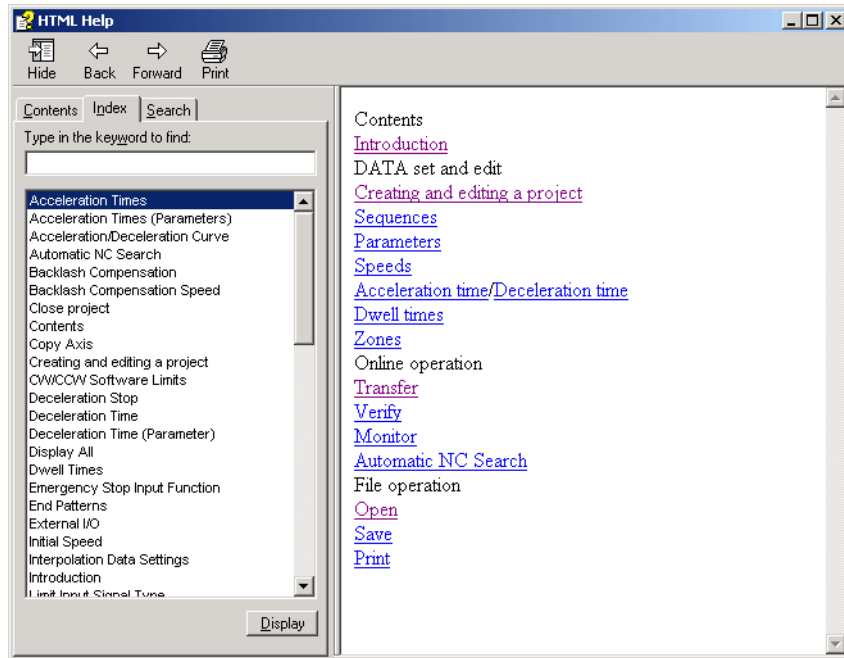 HTML Help
Hide Back Forward Print
Contents Index Search
Type in the keyword to find:
Acceleration Times
Acceleration Times (Parameters)
Acceleration/Deceleration Curve
Automatic NC Search
Backlash Compensation
Backlash Compensation Speed
Close project
Contents
Copy Axis
Creating and editing a project
CW/CCW Software Limits
Deceleration Stop
Deceleration Time
Deceleration Time (Parameter)
Display All
Dwell Times
Emergency Stop Input Function
End Patterns
External I/O
Initial Speed
Interpolation Data Settings
Introduction
Limit Input Signal Type
Display
Contents
Introduction
DATA set and edit
Creating and editing a project
Sequences
Parameters
Speeds
Acceleration time/Deceleration time
Dwell times
Zones
Online operation
Transfer
Verify
Monitor
Automatic NC Search
File operation
Open
Save
Print